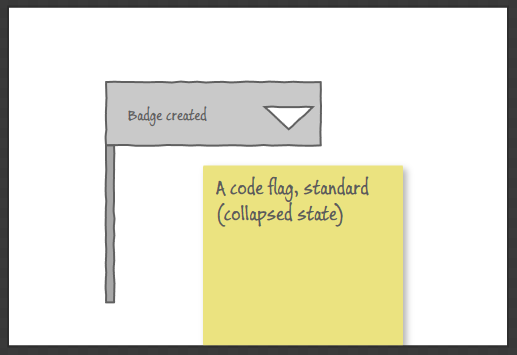 Badge created
A code flag, standard
(collapsed state)